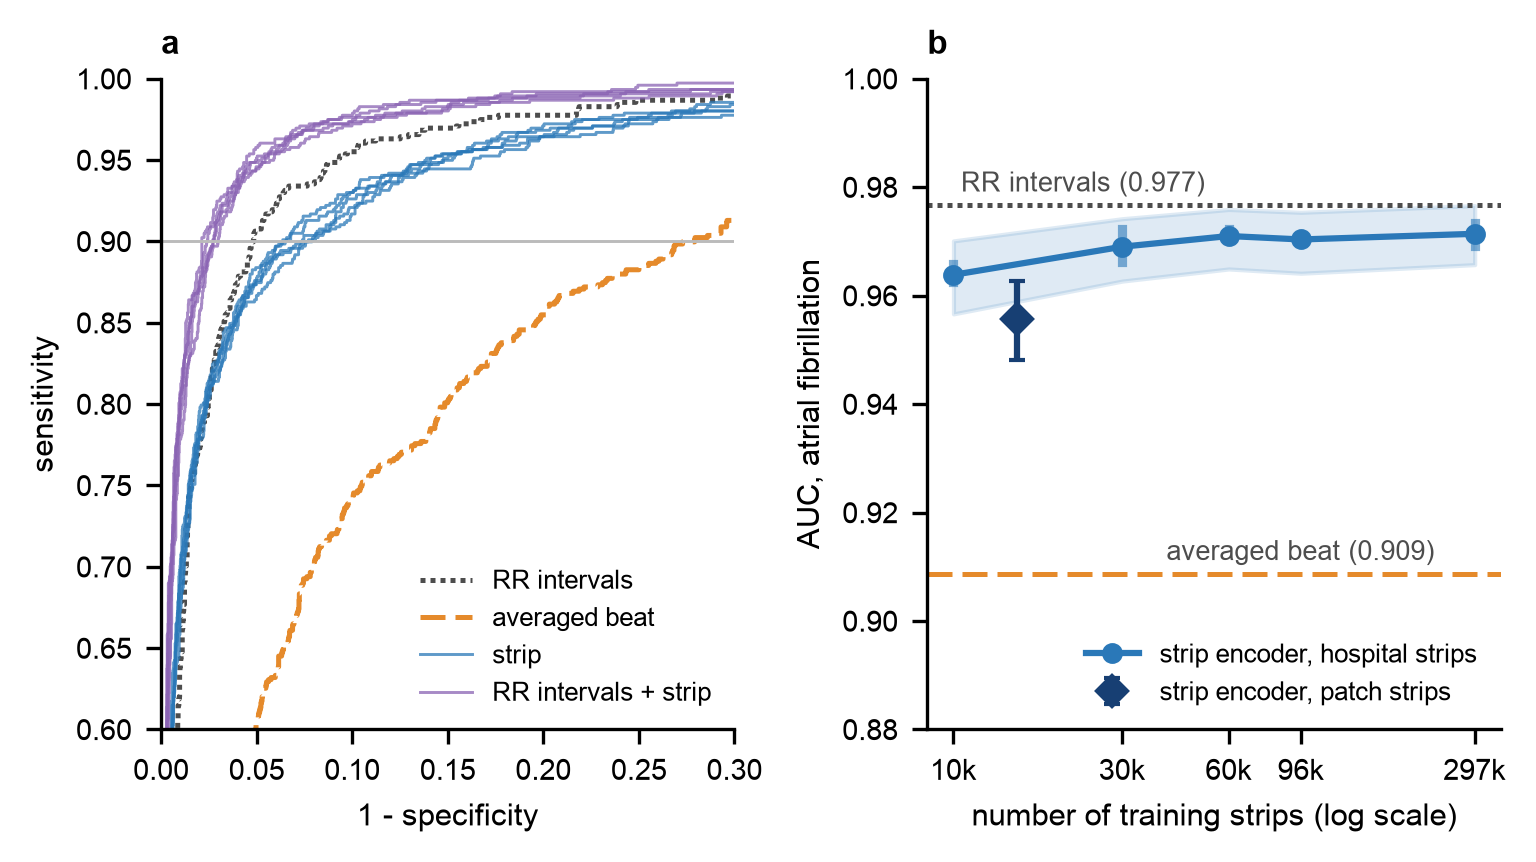 a
1.00
0.95
0.90
0.85
0.80
0.75
0.70
0.65
0.60
sensitivity
RR intervals
averaged beat
strip
RR intervals + strip
0.00 0.05 0.10 0.15 0.20 0.25 0.30
1 - specificity
b
1.00
0.98
0.96
0.94
0.92
0.90
0.88
AUC, atrial fibrillation
RR intervals (0.977)
averaged beat (0.909)
strip encoder, hospital strips
strip encoder, patch strips
10k 30k 60k 96k 297k
number of training strips (log scale)